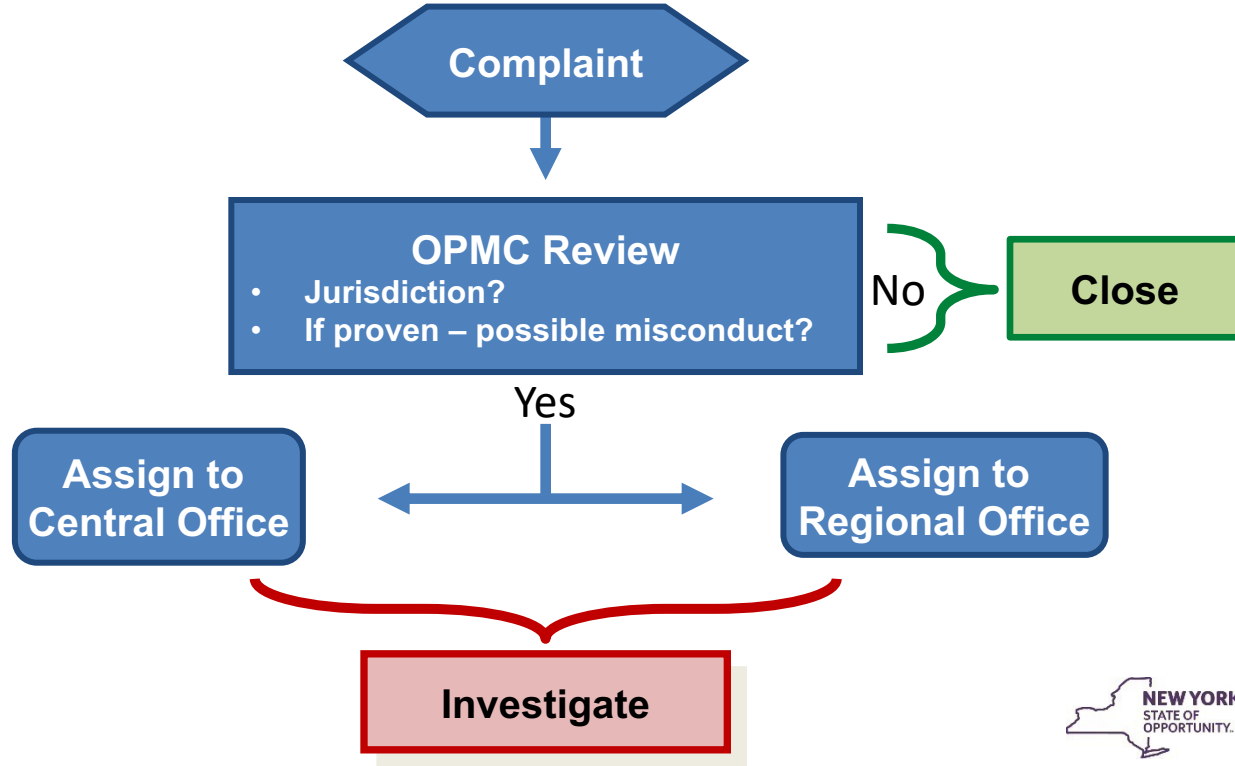 Complaint
OPMC Review
• Jurisdiction?
• If proven – possible misconduct?
No
Close
Yes
Assign to
Central Office
Assign to
Regional Office
Investigate
NEW YORK
STATE OF
OPPORTUNITY..